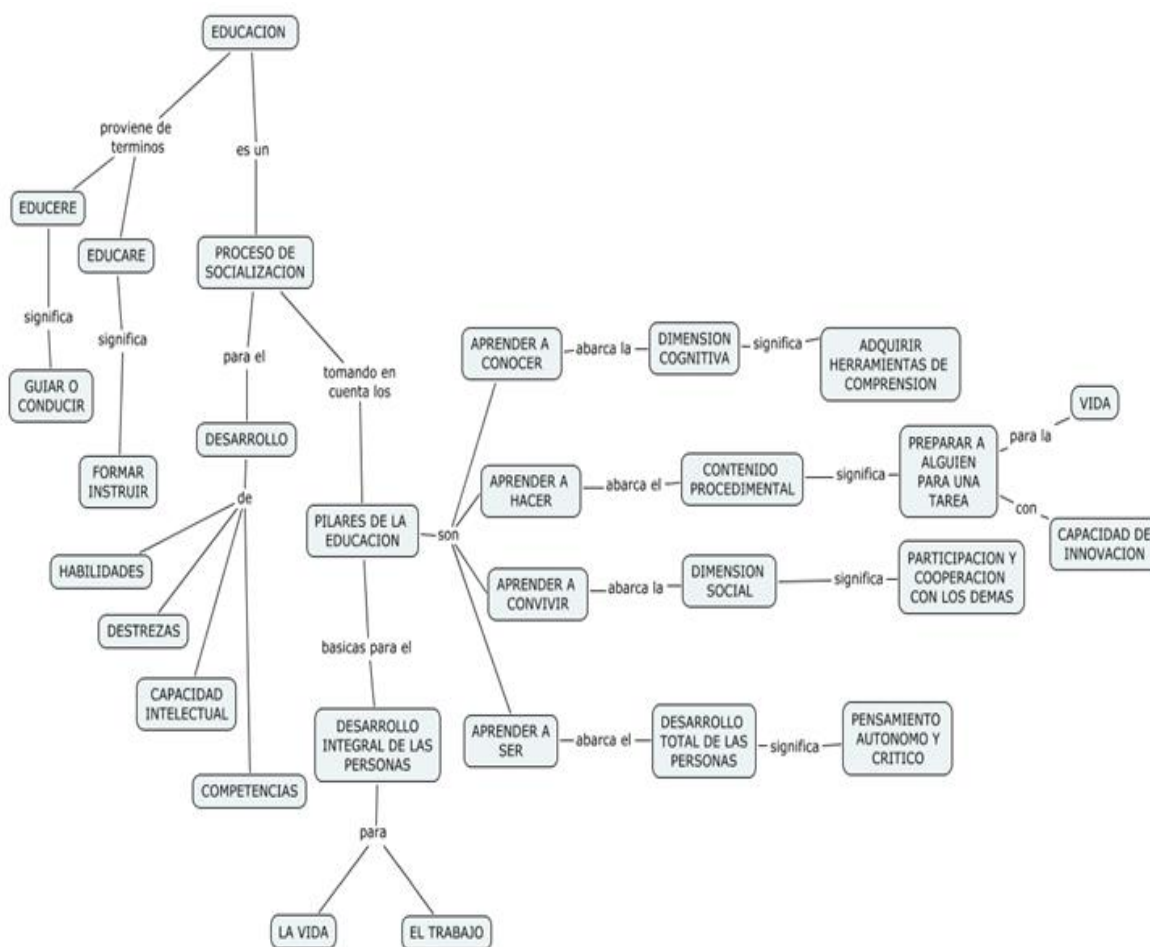 EDUCACION
proviene de
terminos
es un
EDUCERE
EDUCARE
PROCESO DE
SOCIALIZACION
significa
significa
GUIAR O
CONDUCIR
FORMAR
INSTRUIR
para el
tomando en
cuenta los
DESARROLLO
de
HABILIDADES
DESTREZAS
CAPACIDAD
INTELECTUAL
COMPETENCIAS
PILARES DE LA
EDUCACION
son
basicas para el
DESARROLLO
INTEGRAL DE LAS
PERSONAS
para
LA VIDA
EL TRABAJO
APRENDER A
CONOCER
abarca la
DIMENSION
COGNITIVA
significa
ADQUIRIR
HERRAMIENTAS DE
COMPRENSION
APRENDER A
HACER
abarca el
CONTENIDO
PROCEDIMENTAL
significa
PREPARAR A
ALGUIEN
PARA UNA
TAREA
para la
VIDA
con
CAPACIDAD DE
INNOVACION
APRENDER A
CONVIVIR
abarca la
DIMENSION
SOCIAL
significa
PARTICIPACION Y
COOPERACION
CON LOS DEMAS
APRENDER A
SER
abarca el
DESARROLLO
TOTAL DE LAS
PERSONAS
significa
PENSAMIENTO
AUTONOMO Y
CRITICO